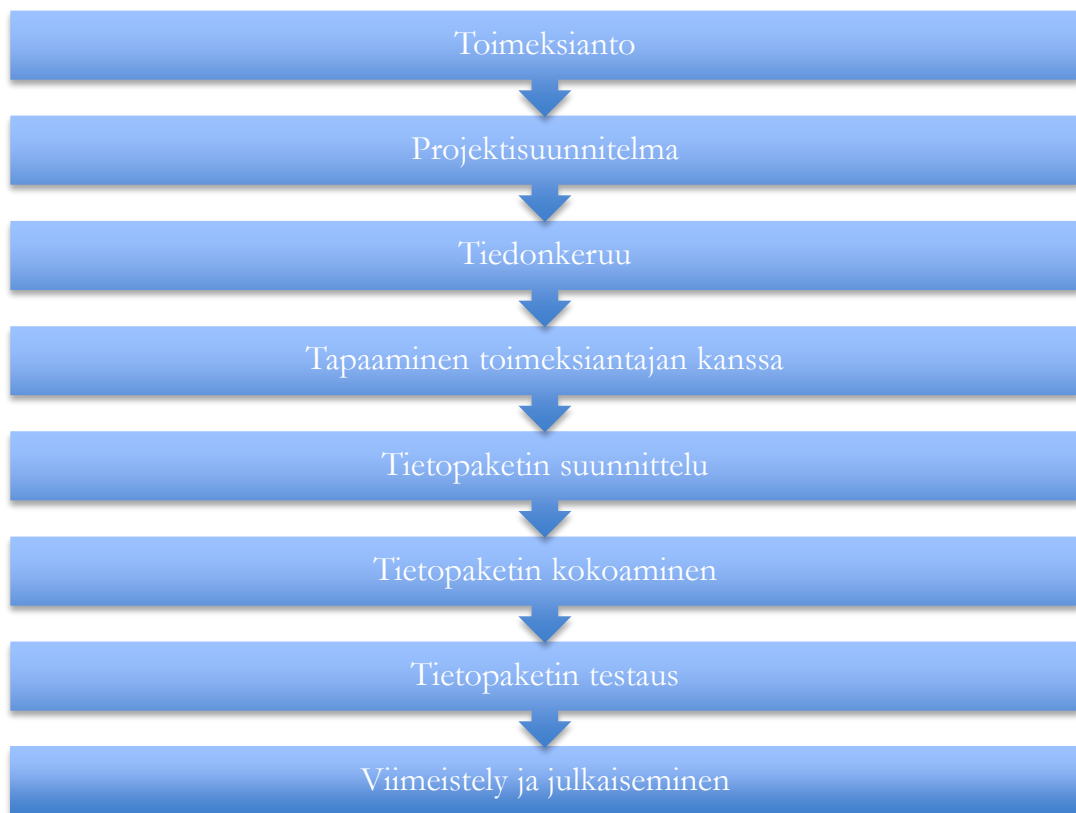 Toimeksianto
Projektisuunnitelma
Tiedonkeruu
Tapaaminen toimeksiantajan kanssa
Tietopaketin suunnittelu
Tietopaketin kokoaminen
Tietopaketin testaus
Viimeistely ja julkaiseminen